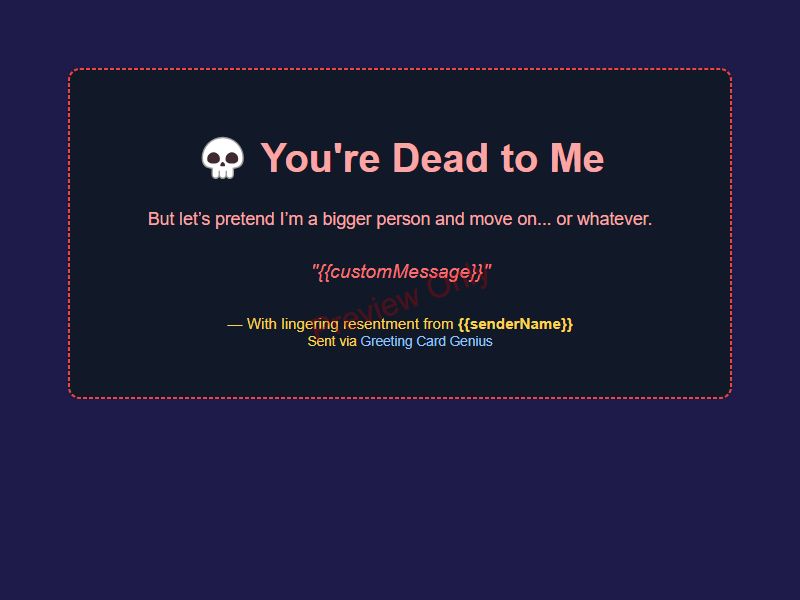 You're Dead to Me
But let’s pretend I’m a bigger person and move on... or whatever.
"{{customMessage}}"
Preview Only
— With lingering resentment from {{senderName}}
Sent via Greeting Card Genius